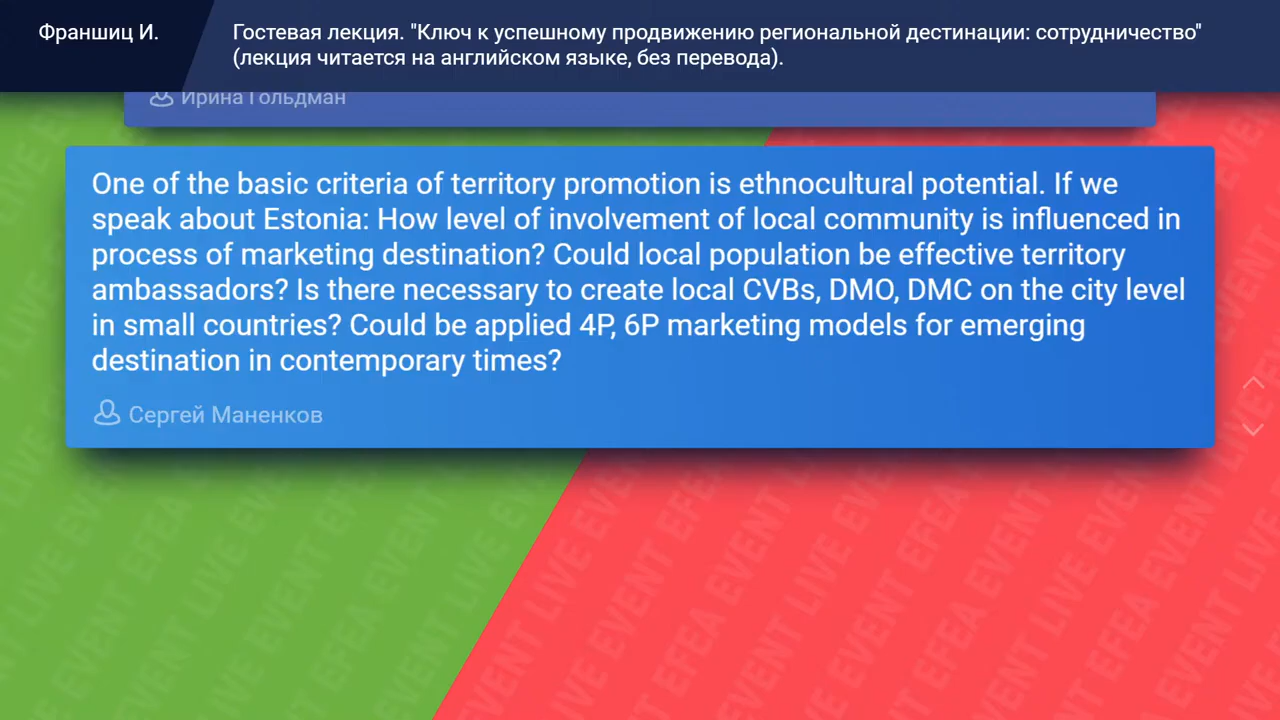 Франшиц И.
Гостевая лекция. "Ключ к успешному продвижению региональной дестинации: сотрудничество"
(лекция читается на английском языке, без перевода).
Ирина Гольдман
One of the basic criteria of territory promotion is ethnocultural potential. If we
speak about Estonia: How level of involvement of local community is influenced in
process of marketing destination? Could local population be effective territory
ambassadors? Is there necessary to create local CVBs, DMO, DMC on the city level
in small countries? Could be applied 4P, 6P marketing models for emerging
destination in contemporary times?
Сергей Маненков